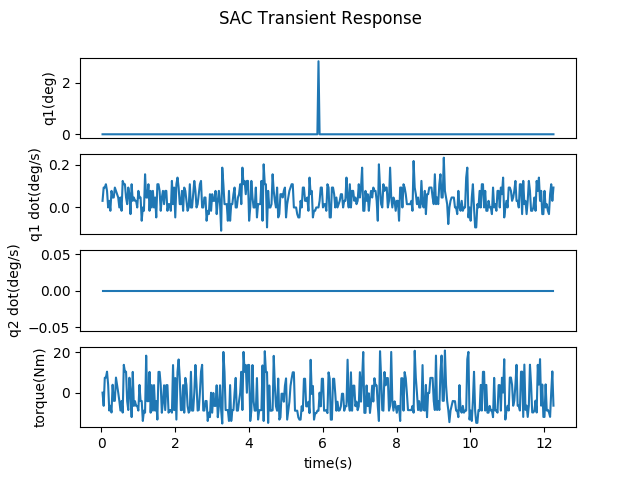 SAC Transient Response
q1(deg)
2
0
q1 dot(deg/s)
0.2
0.0
q2 dot(deg/s)
0.05
0.00
−0.05
torque(Nm)
20
0
0 2 4 6 8 10 12
time(s)